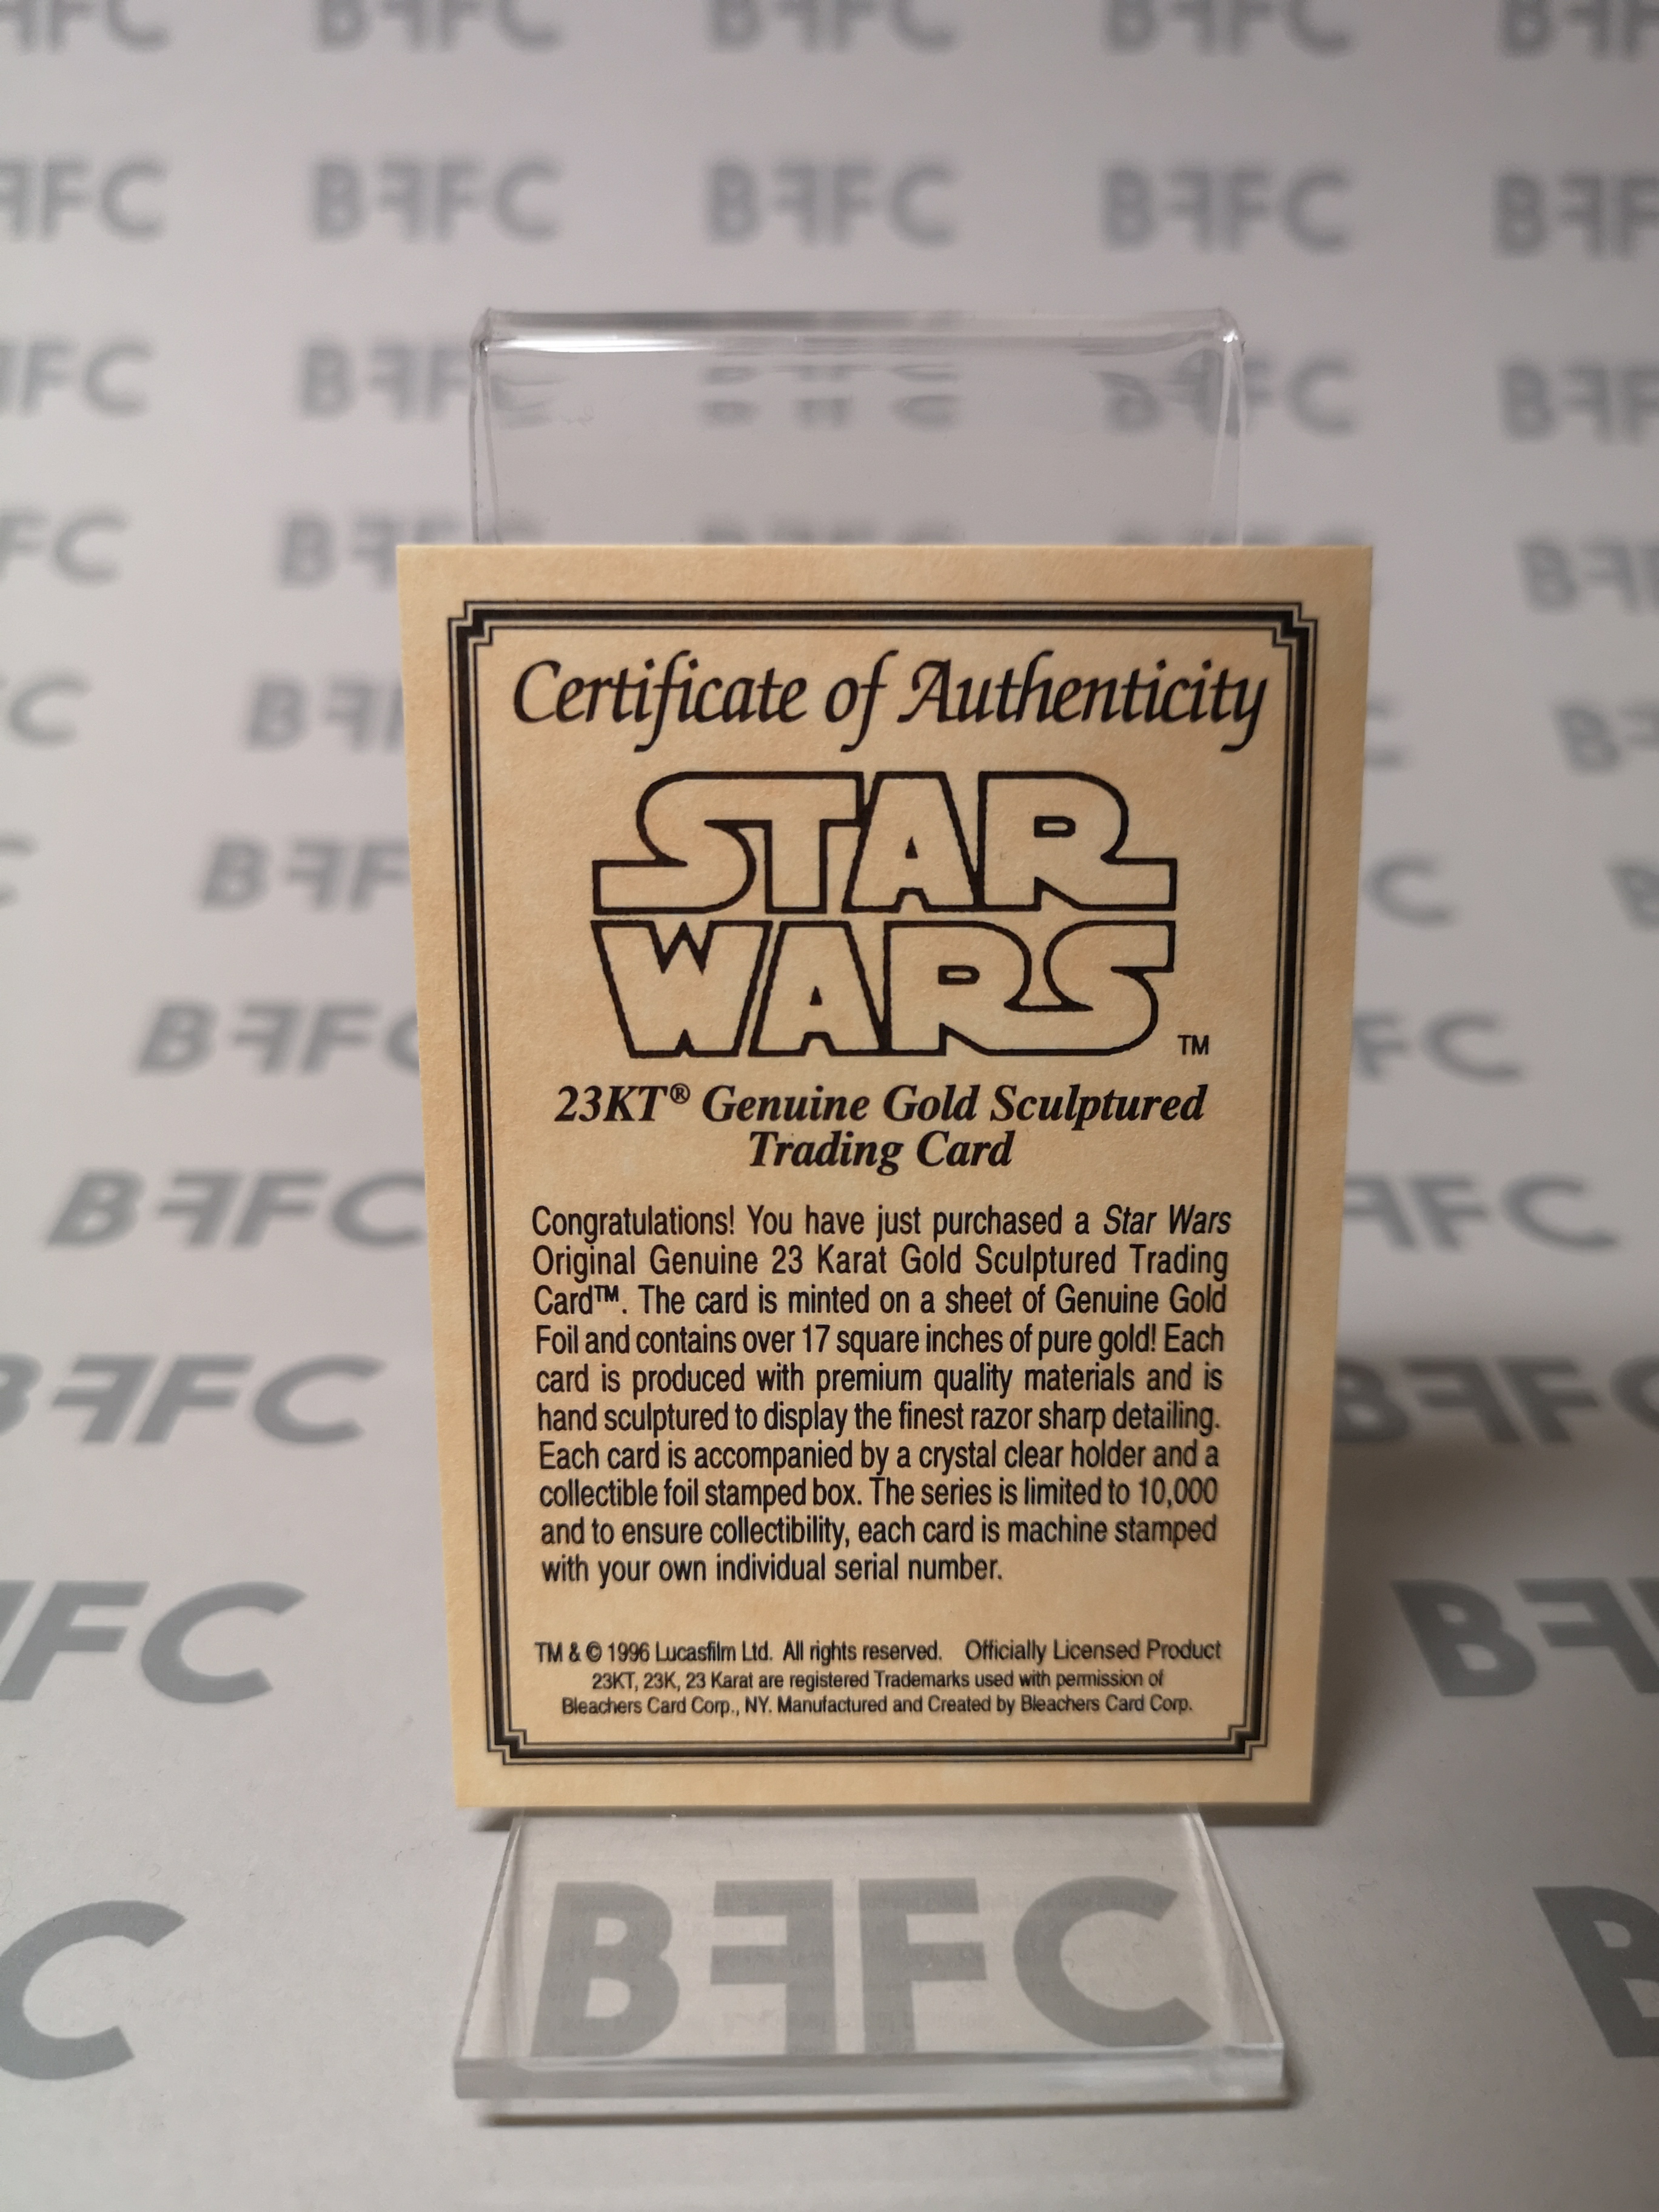 BFFC
Certificate of Authenticity
STAR
WARS TM
23KT® Genuine Gold Sculptured
Trading Card
Congratulations! You have just purchased a Star Wars
Original Genuine 23 Karat Gold Sculptured Trading
Card™. The card is minted on a sheet of Genuine Gold
Foil and contains over 17 square inches of pure gold! Each
card is produced with premium quality materials and is
hand sculptured to display the finest razor sharp detailing.
Each card is accompanied by a crystal clear holder and a
collectible foil stamped box. The series is limited to 10,000
and to ensure collectibility, each card is machine stamped
with your own individual serial number.
TM & © 1996 Lucasfilm Ltd. All rights reserved. Officially Licensed Product
23KT, 23K, 23 Karat are registered Trademarks used with permission of
Bleachers Card Corp., NY. Manufactured and Created by Bleachers Card Corp.
BFFC